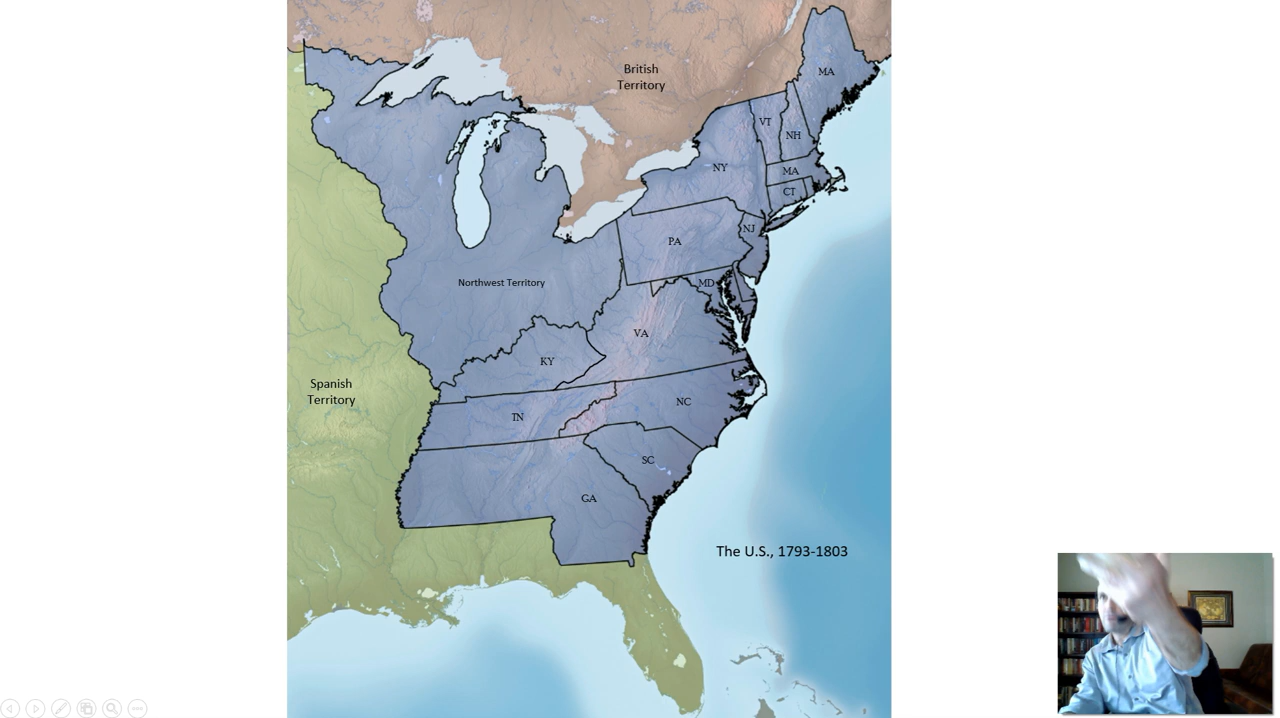 British
Territory
MA
VT
NH
NY
MA
CT
NJ
PA
MD
Northwest Territory
VA
KY
Spanish
Territory
NC
TN
SC
GA
The U.S., 1793-1803